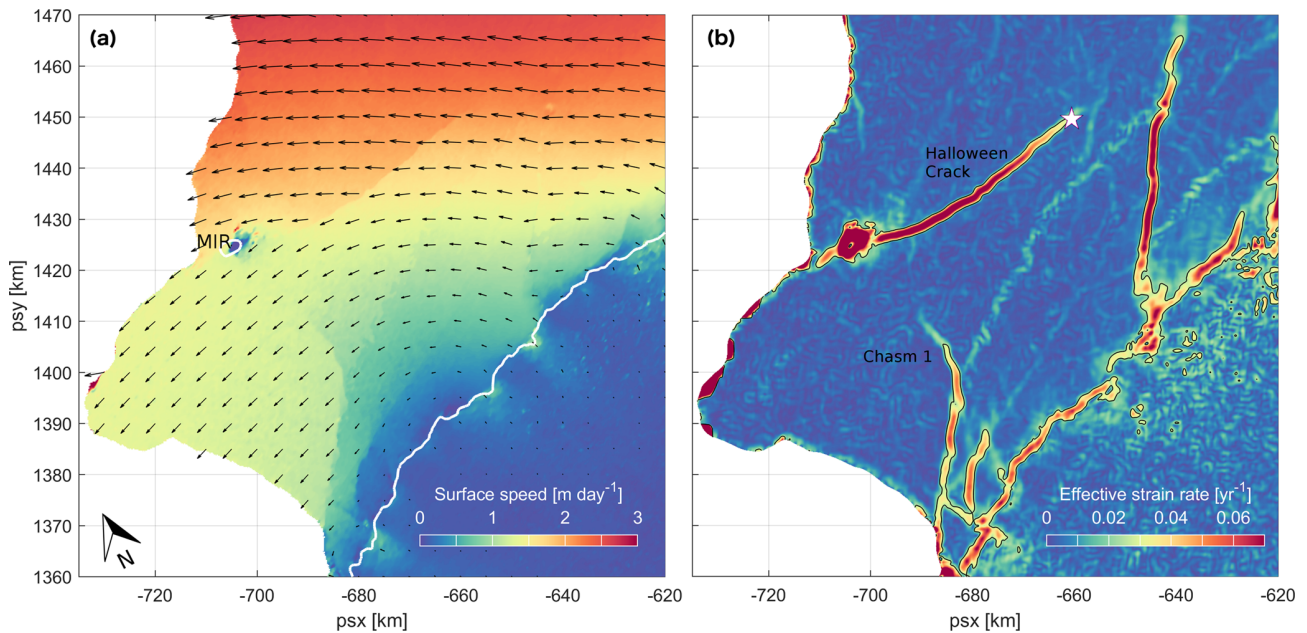 (a)
1470
1460
1450
1440
1430
1420
1410
1400
1390
1380
1370
1360
psy [km]
MIR
Surface speed [m day⁻¹]
0 1 2 3
N
-720 -700 -680 -660 -640 -620
psx [km]
(b)
Halloween
Crack
Chasm 1
Effective strain rate [yr⁻¹]
0 0.02 0.04 0.06
-720 -700 -680 -660 -640 -620
psx [km]